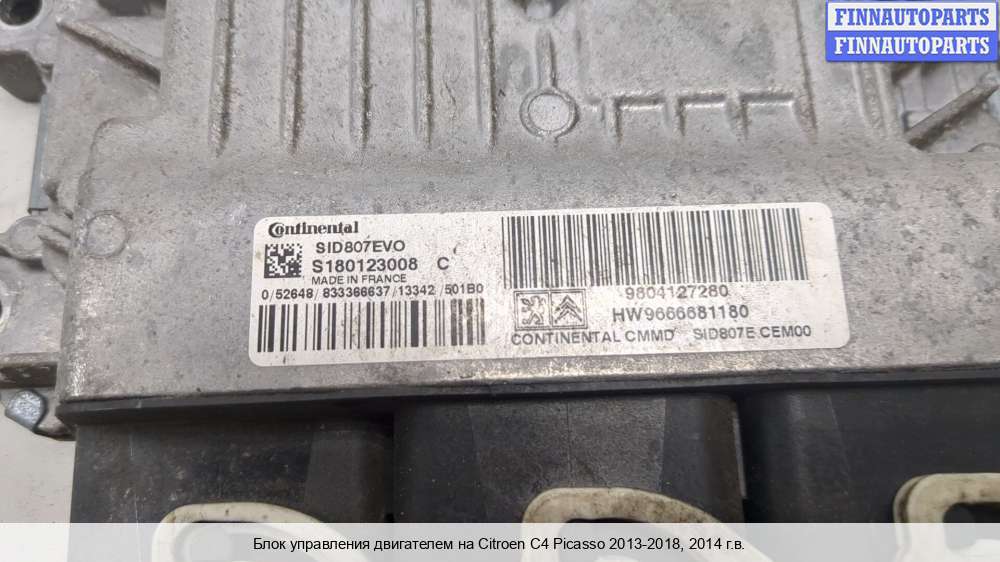 FINNAUTOPARTS
FINNAUTOPARTS
Continental
SID807EVO
S180123008 C
MADE IN FRANCE
0/52648/833366637/13342/501B0
9804127280
HW9666681180
CONTINENTAL CMMD SID807E CEM00
Блок управления двигателем на Citroen C4 Picasso 2013-2018, 2014 г.в.